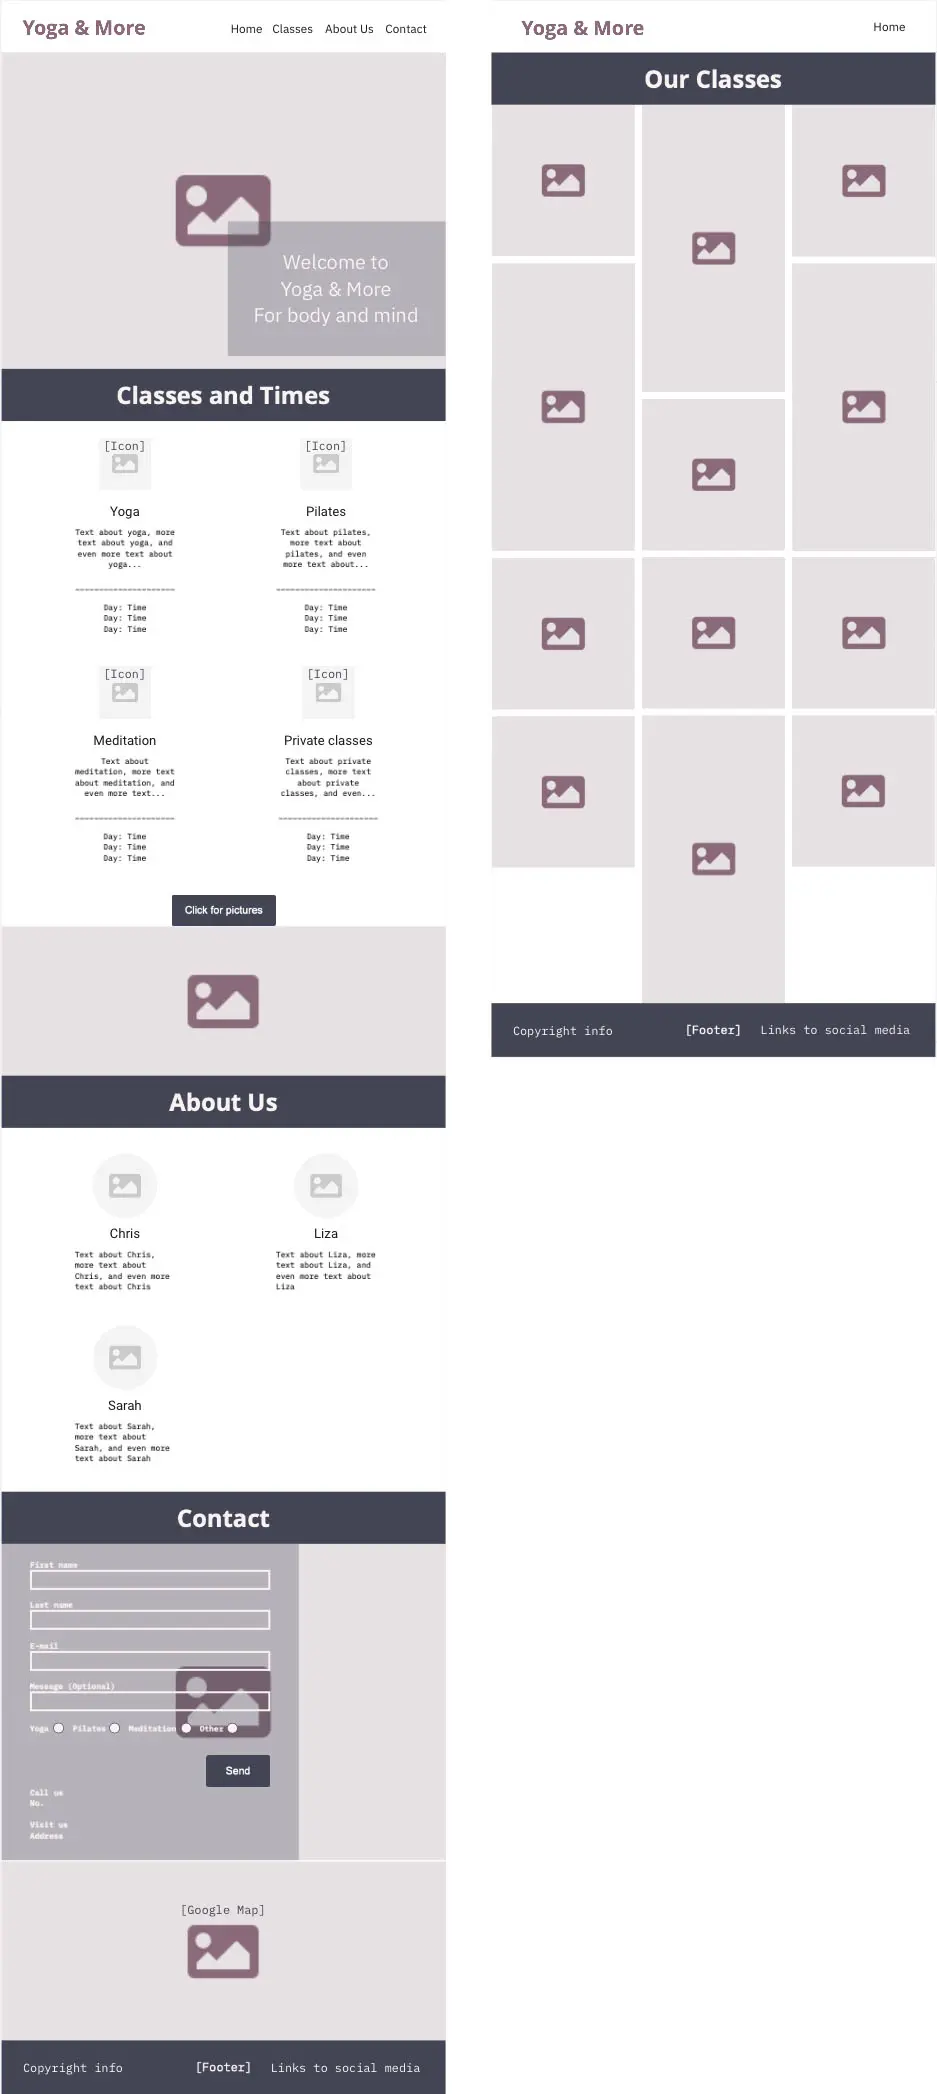 Yoga & More
Home Classes About Us Contact
Welcome to
Yoga & More
For body and mind
Classes and Times
[Icon]
Yoga
Text about yoga, more
text about yoga, and
even more text about
yoga...
---------------------
Day: Time
Day: Time
Day: Time
[Icon]
Pilates
Text about pilates,
more text about
pilates, and even
more text about...
---------------------
Day: Time
Day: Time
Day: Time
[Icon]
Meditation
Text about
meditation, more text
about meditation, and
even more text...
---------------------
Day: Time
Day: Time
Day: Time
[Icon]
Private classes
Text about private
classes, more text
about private
classes, and even...
---------------------
Day: Time
Day: Time
Day: Time
Click for pictures
About Us
Chris
Text about Chris,
more text about
Chris, and even more
text about Chris
Liza
Text about Liza, more
text about Liza, and
even more text about
Liza
Sarah
Text about Sarah,
more text about
Sarah, and even more
text about Sarah
Contact
First name
Last name
E-mail
Message (Optional)
Yoga Pilates Meditation Other
Send
Call us
No.
Visit us
Address
[Google Map]
Copyright info [Footer] Links to social media
Yoga & More
Home
Our Classes
Copyright info [Footer] Links to social media